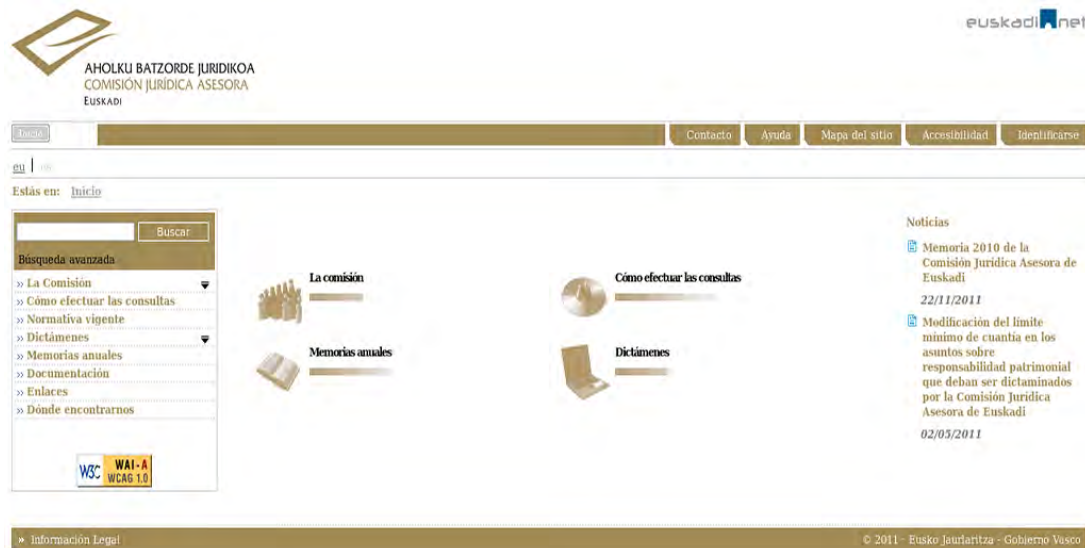 euskadi.net
AHOLKU BATZORDE JURIDIKOA
COMISIÓN JURÍDICA ASESORA
EUSKADI
Inicio
Contacto
Ayuda
Mapa del sitio
Accesibilidad
Identificarse
eu |
Estás en: Inicio
Buscar
Búsqueda avanzada
» La Comisión
» Cómo efectuar las consultas
» Normativa vigente
» Dictámenes
» Memorias anuales
» Documentación
» Enlaces
» Dónde encontrarnos
W3C WAI-A
WCAG 1.0
La comisión
Cómo efectuar las consultas
Memorias anuales
Dictámenes
Noticias
Memoria 2010 de la
Comisión Jurídica Asesora de
Euskadi
22/11/2011
Modificación del límite
mínimo de cuantía en los
asuntos sobre
responsabilidad patrimonial
que deban ser dictaminados
por la Comisión Jurídica
Asesora de Euskadi
02/05/2011
» Información Legal
© 2011 - Eusko Jaurlaritza - Gobierno Vasco